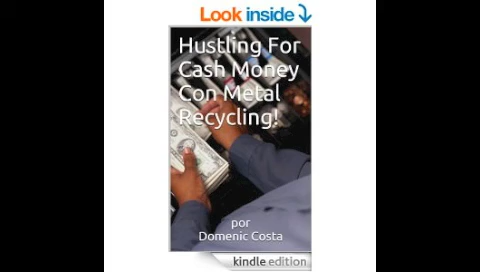 Look inside
Hustling For
Cash Money
Con Metal
Recycling!
por
Domenic Costa
kindle edition